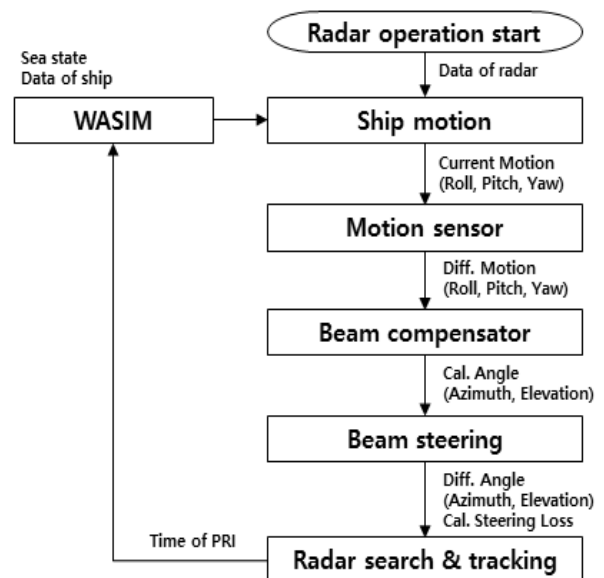 Radar operation start
Sea state
Data of ship
Data of radar
WASIM
Ship motion
Current Motion
(Roll, Pitch, Yaw)
Motion sensor
Diff. Motion
(Roll, Pitch, Yaw)
Beam compensator
Cal. Angle
(Azimuth, Elevation)
Beam steering
Diff. Angle
(Azimuth, Elevation)
Cal. Steering Loss
Time of PRI
Radar search & tracking